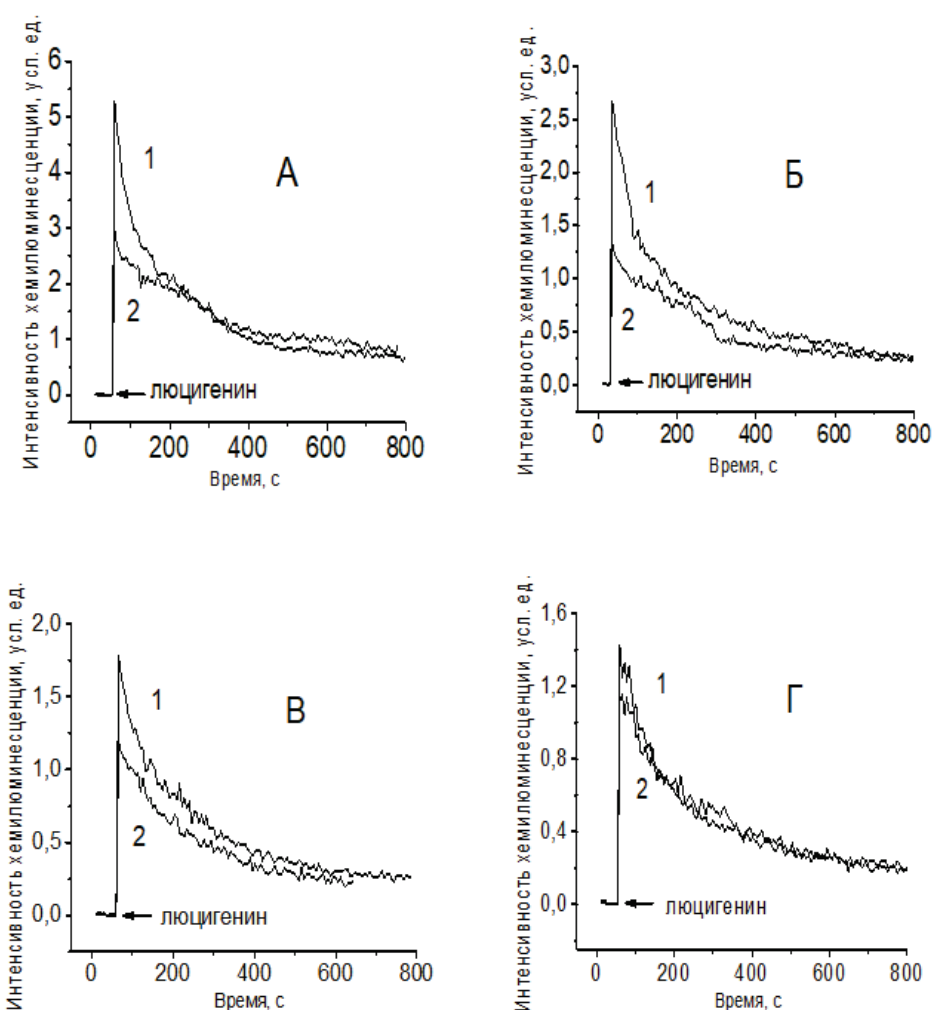 Интенсивность хемилюминесценции, усл. ед.
6
5
4
3
2
1
0
1
2
А
люцигенин
0 200 400 600 800
Время, с
Интенсивность хемилюминесценции, усл. ед.
3,0
2,5
2,0
1,5
1,0
0,5
0,0
1
2
Б
люцигенин
0 200 400 600 800
Время, с
Интенсивность хемилюминесценции, усл. ед.
2,0
1,5
1,0
0,5
0,0
1
2
В
люцигенин
0 200 400 600 800
Время, с
Интенсивность хемилюминесценции, усл. ед.
1,6
1,2
0,8
0,4
0,0
1
2
Г
люцигенин
0 200 400 600 800
Время, с